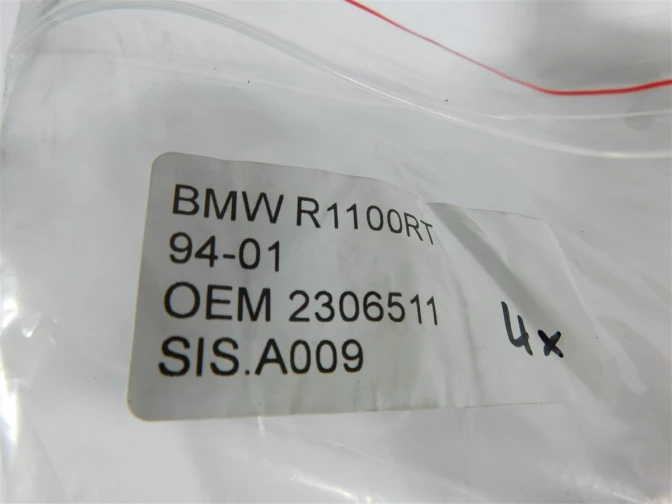 BMW R1100RT
94-01
OEM 2306511
SIS.A009
4x